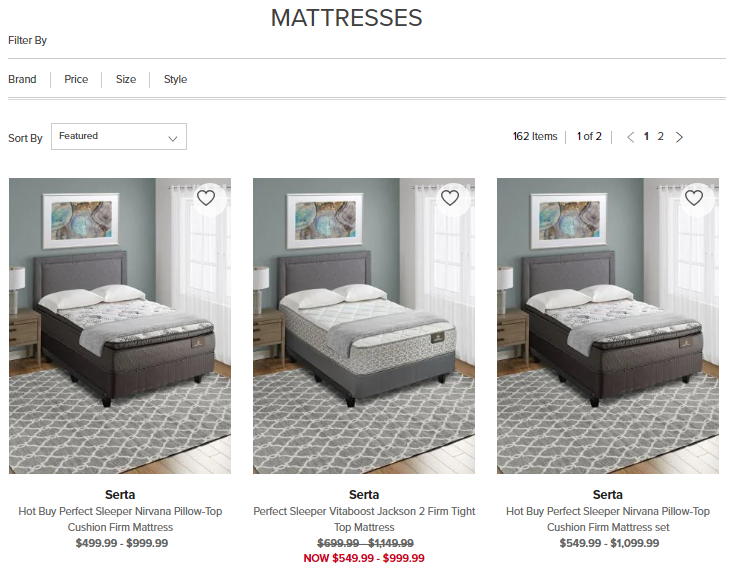 MATTRESSES
Filter By
Brand
Price
Size
Style
Sort By
Featured
162 Items
1 of 2
1 2
Serta
Hot Buy Perfect Sleeper Nirvana Pillow-Top
Cushion Firm Mattress
$499.99 - $999.99
Serta
Perfect Sleeper Vitaboost Jackson 2 Firm Tight
Top Mattress
$699.99 - $1,149.99
NOW $549.99 - $999.99
Serta
Hot Buy Perfect Sleeper Nirvana Pillow-Top
Cushion Firm Mattress set
$549.99 - $1,099.99